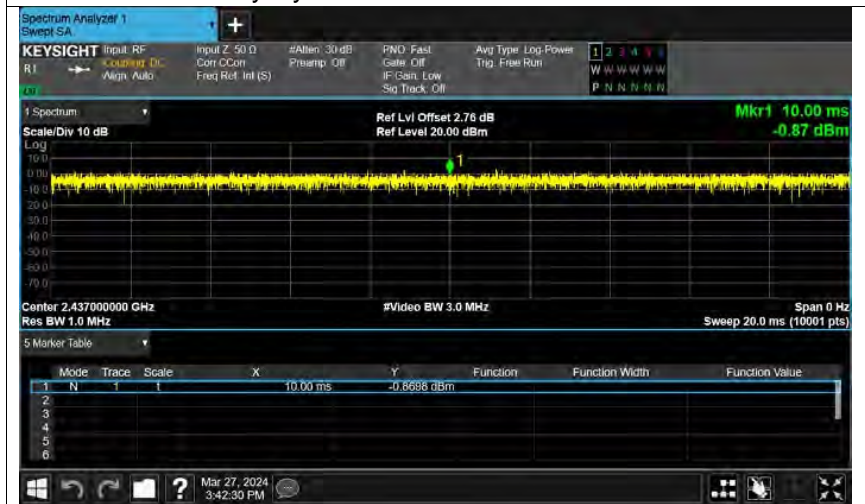 Spectrum Analyzer 1
Swept SA
+
KEYSIGHT Input: RF Input Z: 50 Ω #Atten: 30 dB PNO: Fast Avg Type: Log-Power 1 2 3 4 5 6
Coupling: DC Corr CCorr Preamp: Off Gate: Off Trig: Free Run W W W W W W
Align: Auto Freq Ref: Int (S) IF Gain: Low
Sig Track: Off P N N N N N
1 Spectrum
Ref Lvl Offset 2.76 dB Mkr1 10.00 ms
Scale/Div 10 dB Ref Level 20.00 dBm -0.87 dBm
Log
10.0
1
0.00
-10.0
-20.0
-30.0
-40.0
-50.0
-60.0
-70.0
Center 2.437000000 GHz #Video BW 3.0 MHz Span 0 Hz
Res BW 1.0 MHz Sweep 20.0 ms (10001 pts)
5 Marker Table
Mode Trace Scale X Y Function Function Width Function Value
1 N 1 t 10.00 ms -0.8698 dBm
2
3
4
5
6
? Mar 27, 2024
3:42:30 PM